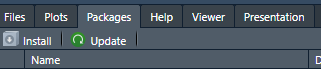 Files Plots Packages Help Viewer Presentation
Install Update
Name D